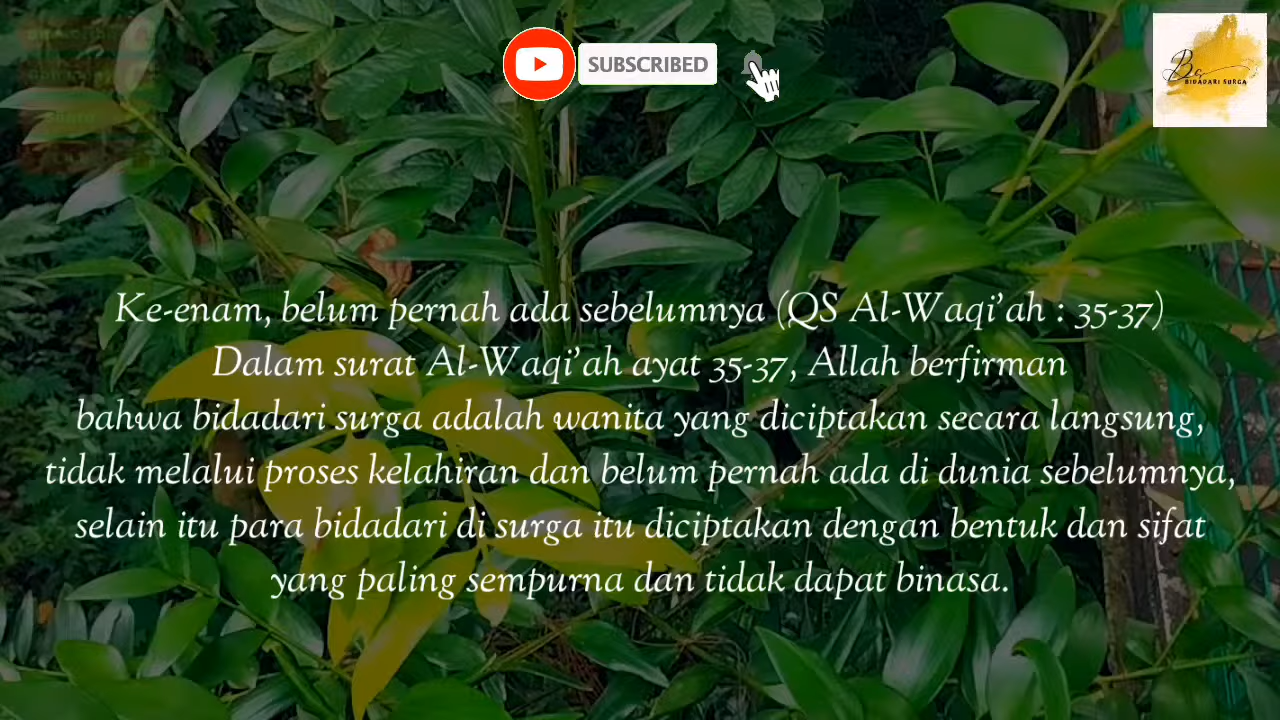 SUBSCRIBED
BIDADARI SURGA
Ke-enam, belum pernah ada sebelumnya (QS Al-Waqi'ah : 35-37)
Dalam surat Al-Waqi'ah ayat 35-37, Allah berfirman
bahwa bidadari surga adalah wanita yang diciptakan secara langsung,
tidak melalui proses kelahiran dan belum pernah ada di dunia sebelumnya,
selain itu para bidadari di surga itu diciptakan dengan bentuk dan sifat
yang paling sempurna dan tidak dapat binasa.